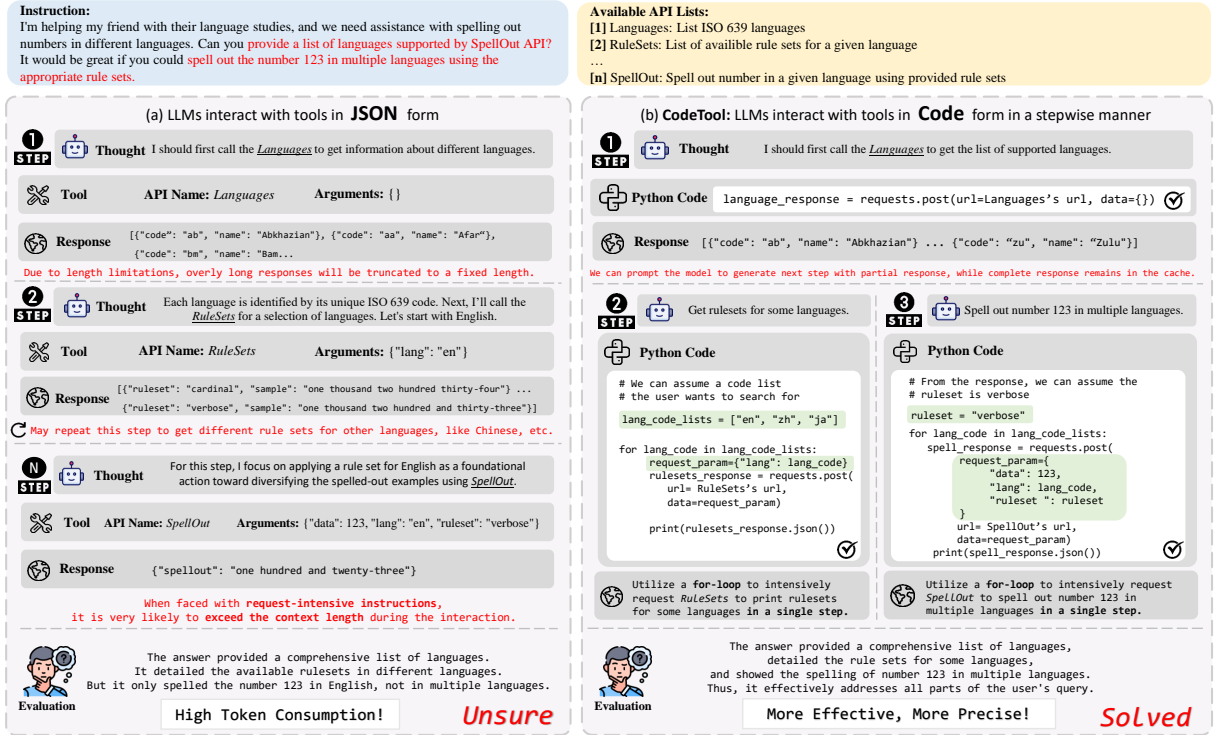 Instruction:
I'm helping my friend with their language studies, and we need assistance with spelling out
numbers in different languages. Can you provide a list of languages supported by SpellOut API?
It would be great if you could spell out the number 123 in multiple languages using the
appropriate rule sets.
Available API Lists:
[1] Languages: List ISO 639 languages
[2] RuleSets: List of availible rule sets for a given language
...
[n] SpellOut: Spell out number in a given language using provided rule sets
(a) LLMs interact with tools in JSON form
1
STEP
Thought I should first call the Languages to get information about different languages.
Tool API Name: Languages Arguments: {}
Response [{"code": "ab", "name": "Abkhazian"}, {"code": "aa", "name": "Afar“},
{"code": "bm", "name": "Bam...
Due to length limitations, overly long responses will be truncated to a fixed length.
2
STEP
Thought Each language is identified by its unique ISO 639 code. Next, I'll call the
RuleSets for a selection of languages. Let's start with English.
Tool API Name: RuleSets Arguments: {"lang": "en"}
Response [{"ruleset": "cardinal", "sample": "one thousand two hundred thirty-four"} ...
{"ruleset": "verbose", "sample": "one thousand two hundred and thirty-three"}]
May repeat this step to get different rule sets for other languages, like Chinese, etc.
N
STEP
Thought For this step, I focus on applying a rule set for English as a foundational
action toward diversifying the spelled-out examples using SpellOut.
Tool API Name: SpellOut Arguments: {"data": 123, "lang": "en", "ruleset": "verbose"}
Response {"spellout": "one hundred and twenty-three"}
When faced with request-intensive instructions,
it is very likely to exceed the context length during the interaction.
Evaluation
The answer provided a comprehensive list of languages.
It detailed the available rulesets in different languages.
But it only spelled the number 123 in English, not in multiple languages.
High Token Consumption! Unsure
(b) CodeTool: LLMs interact with tools in Code form in a stepwise manner
1
STEP
Thought I should first call the Languages to get the list of supported languages.
Python Code language_response = requests.post(url=Languages’s url, data={})
Response [{"code": "ab", "name": "Abkhazian"} ... {"code": “zu", "name": “Zulu"}]
We can prompt the model to generate next step with partial response, while complete response remains in the cache.
2
STEP
Get rulesets for some languages.
Python Code
# We can assume a code list
# the user wants to search for
lang_code_lists = ["en", "zh", "ja"]
for lang_code in lang_code_lists:
request_param={"lang": lang_code}
rulesets_response = requests.post(
url= RuleSets’s url,
data=request_param)
print(rulesets_response.json())
Utilize a for-loop to intensively
request RuleSets to print rulesets
for some languages in a single step.
3
STEP
Spell out number 123 in multiple languages.
Python Code
# From the response, we can assume the
# ruleset is verbose
ruleset = "verbose"
for lang_code in lang_code_lists:
spell_response = requests.post(
request_param={
"data": 123,
"lang": lang_code,
"ruleset ": ruleset
}
url= SpellOut’s url,
data=request_param)
print(spell_response.json())
Utilize a for-loop to intensively request
SpellOut to spell out number 123 in
multiple languages in a single step.
Evaluation
The answer provided a comprehensive list of languages,
detailed the rule sets for some languages,
and showed the spelling of number 123 in multiple languages.
Thus, it effectively addresses all parts of the user's query.
More Effective, More Precise! Solved